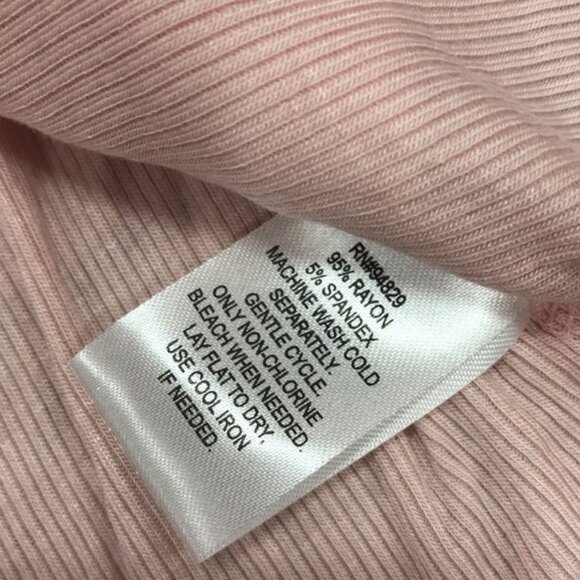 RN#94829
95% RAYON
5% SPANDEX
MACHINE WASH COLD
SEPARATELY.
GENTLE CYCLE.
ONLY NON-CHLORINE
BLEACH WHEN NEEDED.
LAY FLAT TO DRY.
USE COOL IRON
IF NEEDED.